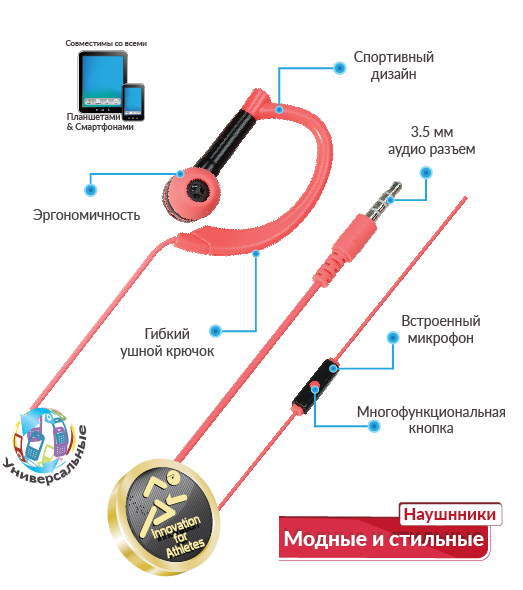 Совместимы со всеми
Планшетами
& Смартфонами
Спортивный
дизайн
3.5 мм
аудио разъем
Эргономичность
Гибкий
ушной крючок
Встроенный
микрофон
Многофункциональная
кнопка
Универсальные
Innovation
for
Athletes
Наушники
Модные и стильные